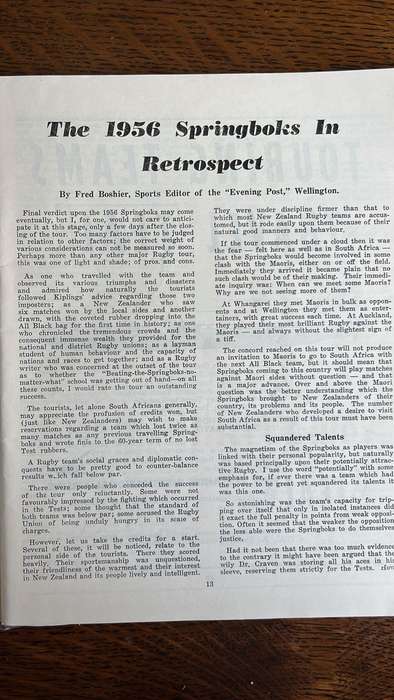 The 1956 Springboks In
Retrospect
By Fred Boshier, Sports Editor of the "Evening Post," Wellington.
Final verdict upon the 1956 Springboks may come
eventually, but I, for one, would not care to antici-
pate it at this stage, only a few days after the clos-
ing of the tour. Too many factors have to be judged
in relation to other factors; the correct weight of
various considerations can not be measured so soon.
Perhaps more than any other major Rugby tour,
this was one of light and shade; of pros. and cons.
As one who travelled with the team and
observed its various triumphs and disasters
and admired how naturally the tourists
followed Kiplings' advice regarding those two
impostors; as a New Zealander who saw
six matches won by the local sides and another
drawn, with the coveted rubber dropping into the
All Black bag for the first time in history; as one
who chronicled the tremendous crowds and the
consequent immense wealth they provided for the
national and district Rugby unions; as a layman
student of human behaviour and the capacity of
nations and races to get together; and as a Rugby
writer who was concerned at the outset of the tour
as to whether the "Beating-the-Springboks-no-
matter-what" school was getting out of hand—on all
these counts, I would rate the tour an outstanding
success.
The tourists, let alone South Africans generally,
may appreciate the profusion of credits won, but
(just like New Zealanders) may wish to make
reservations regarding a team which lost twice as
many matches as any previous travelling Spring-
boks and wrote finis to the 60-year term of no lost
Test rubbers.
A Rugby team's social graces and diplomatic con-
quests have to be pretty good to counter-balance
results w..ich fall below par.
There were people who conceded the success
of the tour only reluctantly. Some were not
favourably impressed by the fighting which occurred
in the Tests; some thought that the standard of
both teams was below par; some accused the Rugby
Union of being unduly hungry in its scale of
charges.
However, let us take the credits for a start.
Several of these, it will be noticed, relate to the
personal side of the tourists. There they scored
heavily. Their sportsmanship was unquestioned,
their friendliness of the warmest and their interest
in New Zealand and its people lively and intelligent.
They were under discipline firmer than that to
which most New Zealand Rugby teams are accus-
tomed, but it rode easily upon them because of their
natural good manners and behaviour.
If the tour commenced under a cloud then it was
the fear — felt here as well as in South Africa —
that the Springboks would become involved in some
clash with the Maoris, either on or off the field.
Immediately they arrived it became plain that no
such clash would be of their making. Their immedi-
ate inquiry was: When can we meet some Maoris?
Why are we not seeing more of them?
At Whangarei they met Maoris in bulk as oppon-
ents and at Wellington they met them as enter-
tainers, with great success each time. At Auckland,
they played their most brilliant Rugby against the
Maoris — and always without the slightest sign of
a tiff.
The concord reached on this tour will not produce
an invitation to Maoris to go to South Africa with
the next All Black team, but it should mean that
Springboks coming to this country will play matches
against Maori sides without question — and that
is a major advance. Over and above the Maori
question was the better understanding which the
Springboks brought to New Zealanders of their
country, its problems and its people. The number
of New Zealanders who developed a desire to visit
South Africa as a result of this tour must have been
substantial.
Squandered Talents
The magnetism of the Springboks as players was
linked with their personal popularity, but naturally
was based principally upon their potentially attrac-
tive Rugby. I use the word "potentially" with some
emphasis for, if ever there was a team which had
the power to be great yet squandered its talents it
was this one.
So astonishing was the team's capacity for trip-
ping over itself that only in isolated instances did
it exact the full penalty in points from weak opposi-
tion. Often it seemed that the weaker the opposition
the less able were the Springboks to do themselves
justice.
Had it not been that there was too much evidence
to the contrary it might have been argued that the
wily Dr. Craven was storing all his aces in his
sleeve, reserving them strictly for the Tests.
13